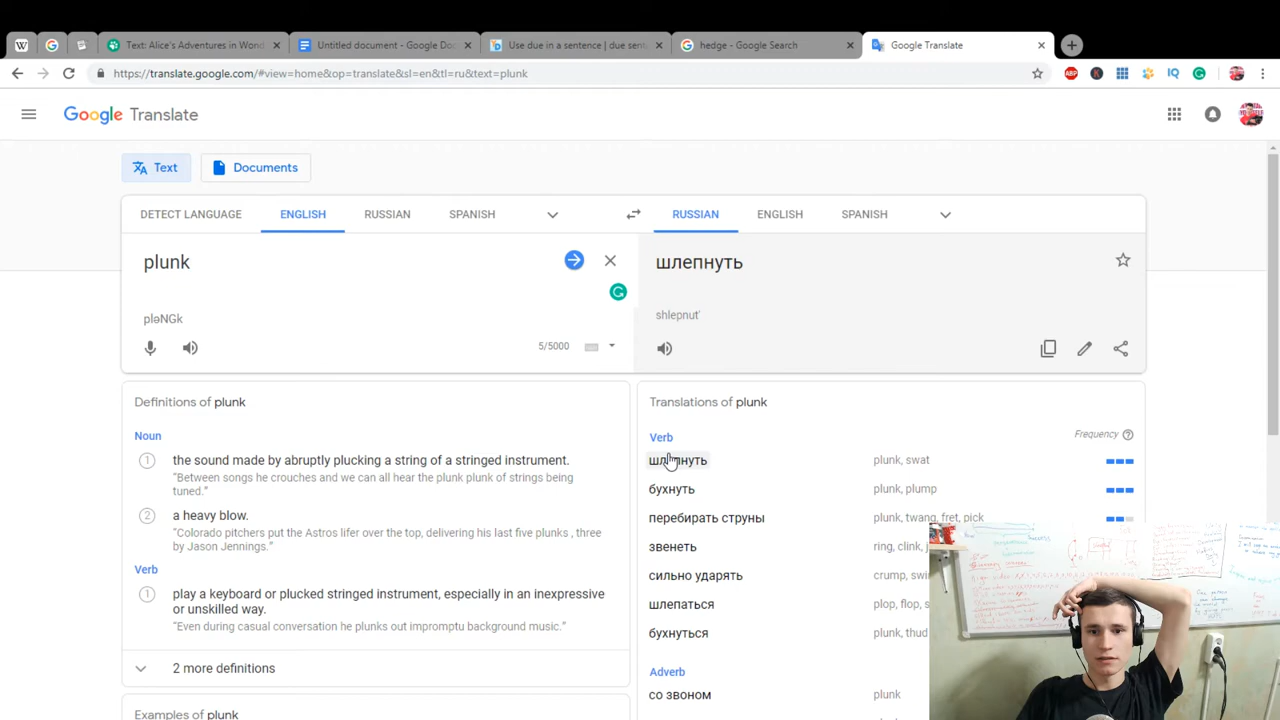 Text: Alice's Adventures in Wond
Untitled document - Google Doc
Use due in a sentence | due sent
hedge - Google Search
Google Translate
https://translate.google.com/#view=home&op=translate&sl=en&tl=ru&text=plunk
Google Translate
Text
Documents
DETECT LANGUAGE ENGLISH RUSSIAN SPANISH
RUSSIAN ENGLISH SPANISH
plunk
шлепнуть
pləNGk
shlepnut'
5/5000
Definitions of plunk
Noun
1 the sound made by abruptly plucking a string of a stringed instrument.
"Between songs he crouches and we can all hear the plunk plunk of strings being
tuned."
2 a heavy blow.
"Colorado pitchers put the Astros lifer over the top, delivering his last five plunks , three
by Jason Jennings."
Verb
1 play a keyboard or plucked stringed instrument, especially in an inexpressive
or unskilled way.
"Even during casual conversation he plunks out impromptu background music."
2 more definitions
Examples of plunk
Translations of plunk
Verb
Frequency
шлепнуть plunk, swat
бухнуть plunk, plump
перебирать струны plunk, twang, fret, pick
звенеть ring, clink, j
сильно ударять crump, swi
шлепаться plop, flop, s
бухнуться plunk, thud
Adverb
со звоном plunk